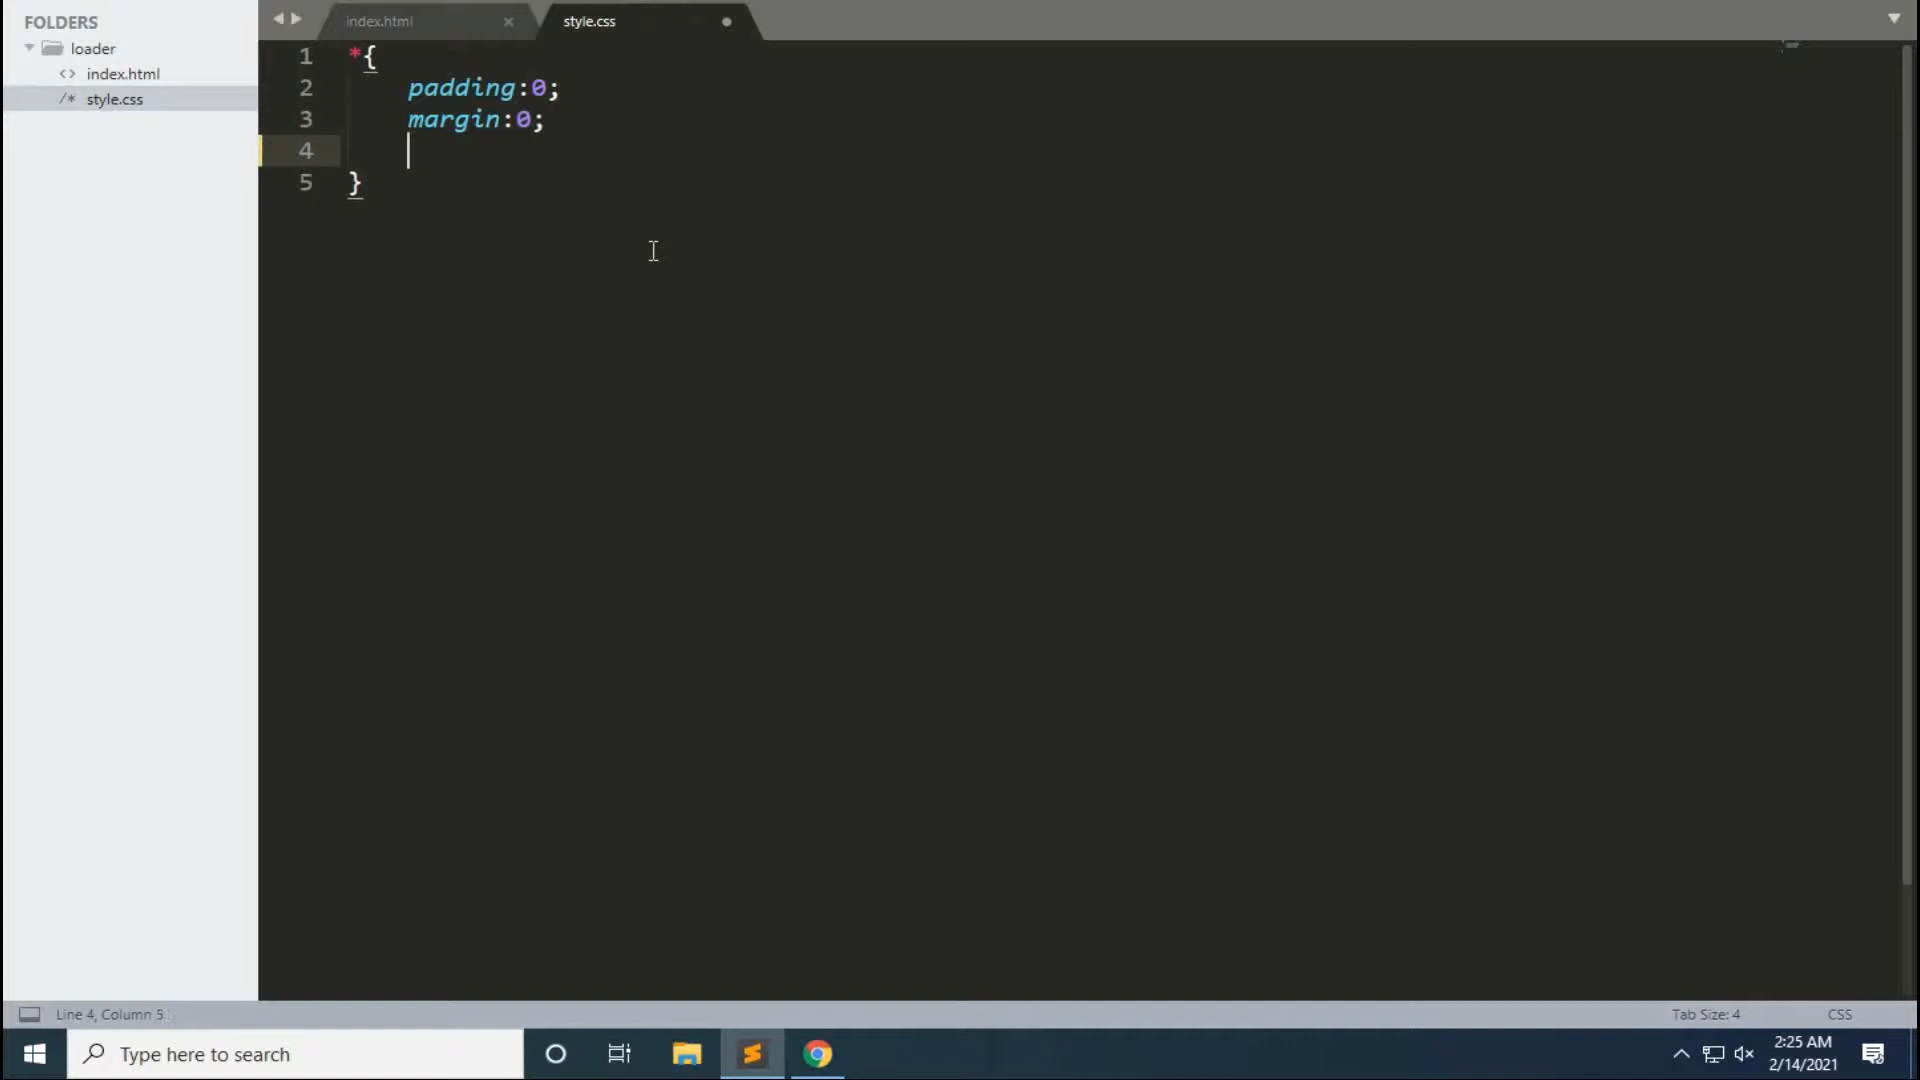 FOLDERS
loader
<> index.html
/* style.css
index.html ×
style.css
1 *{
2 padding:0;
3 margin:0;
4
5 }
Line 4, Column 5
Tab Size: 4
CSS
Type here to search
2:25 AM
2/14/2021